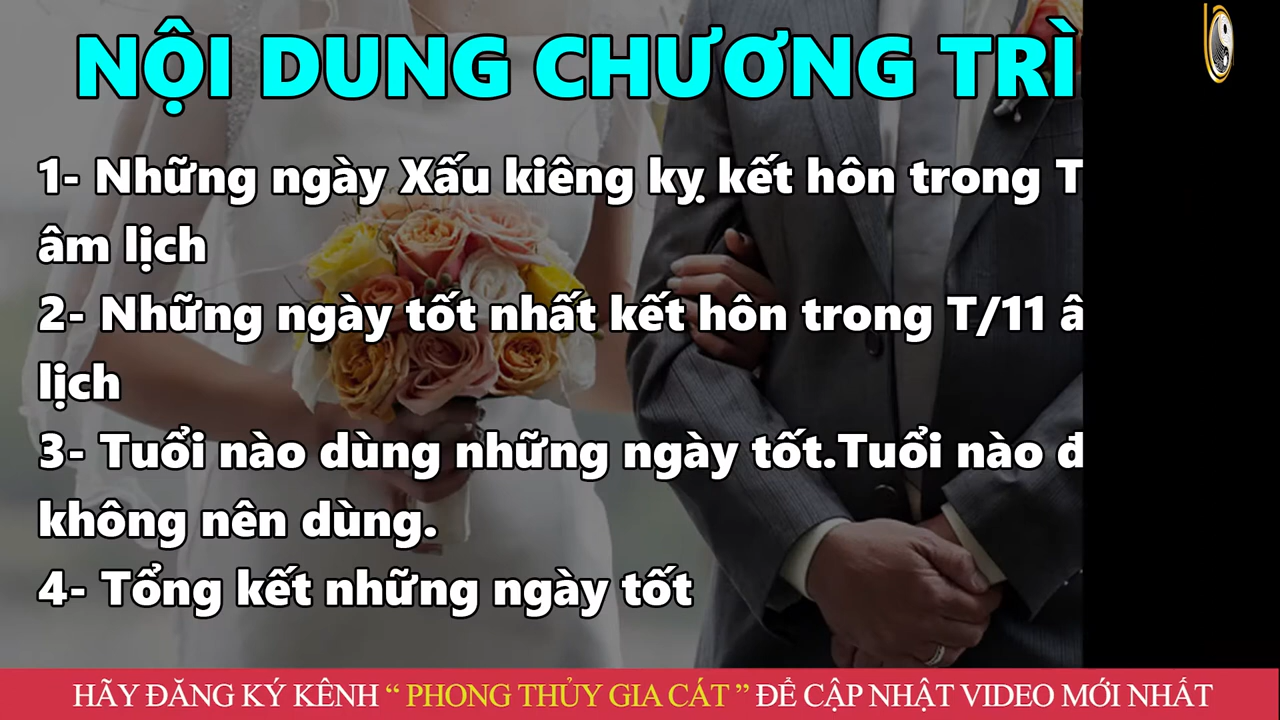 NỘI DUNG CHƯƠNG TRÌ
1- Những ngày Xấu kiêng kỵ kết hôn trong T
âm lịch
2- Những ngày tốt nhất kết hôn trong T/11 â
lịch
3- Tuổi nào dùng những ngày tốt.Tuổi nào đ
không nên dùng.
4- Tổng kết những ngày tốt
HÃY ĐĂNG KÝ KÊNH “ PHONG THỦY GIA CÁT ” ĐỂ CẬP NHẬT VIDEO MỚI NHẤT